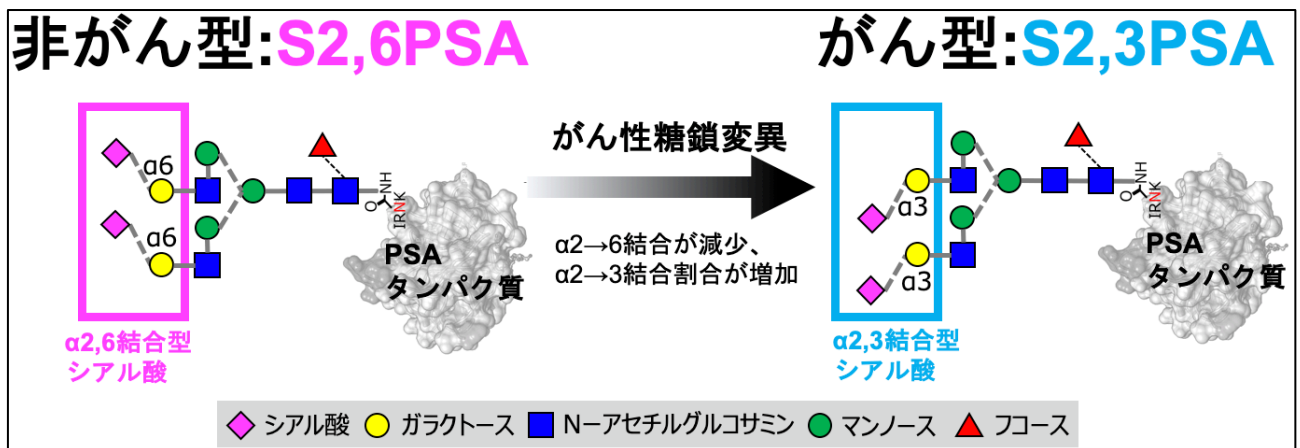 非がん型:S2,6PSA
がん型:S2,3PSA
α6
α6
O
NH
IRNK
PSA
タンパク質
α2,6結合型
シアル酸
がん性糖鎖変異
α2→6結合が減少、
α2→3結合割合が増加
α3
α3
O
NH
IRNK
PSA
タンパク質
α2,3結合型
シアル酸
シアル酸 ガラクトース N−アセチルグルコサミン マンノース フコース